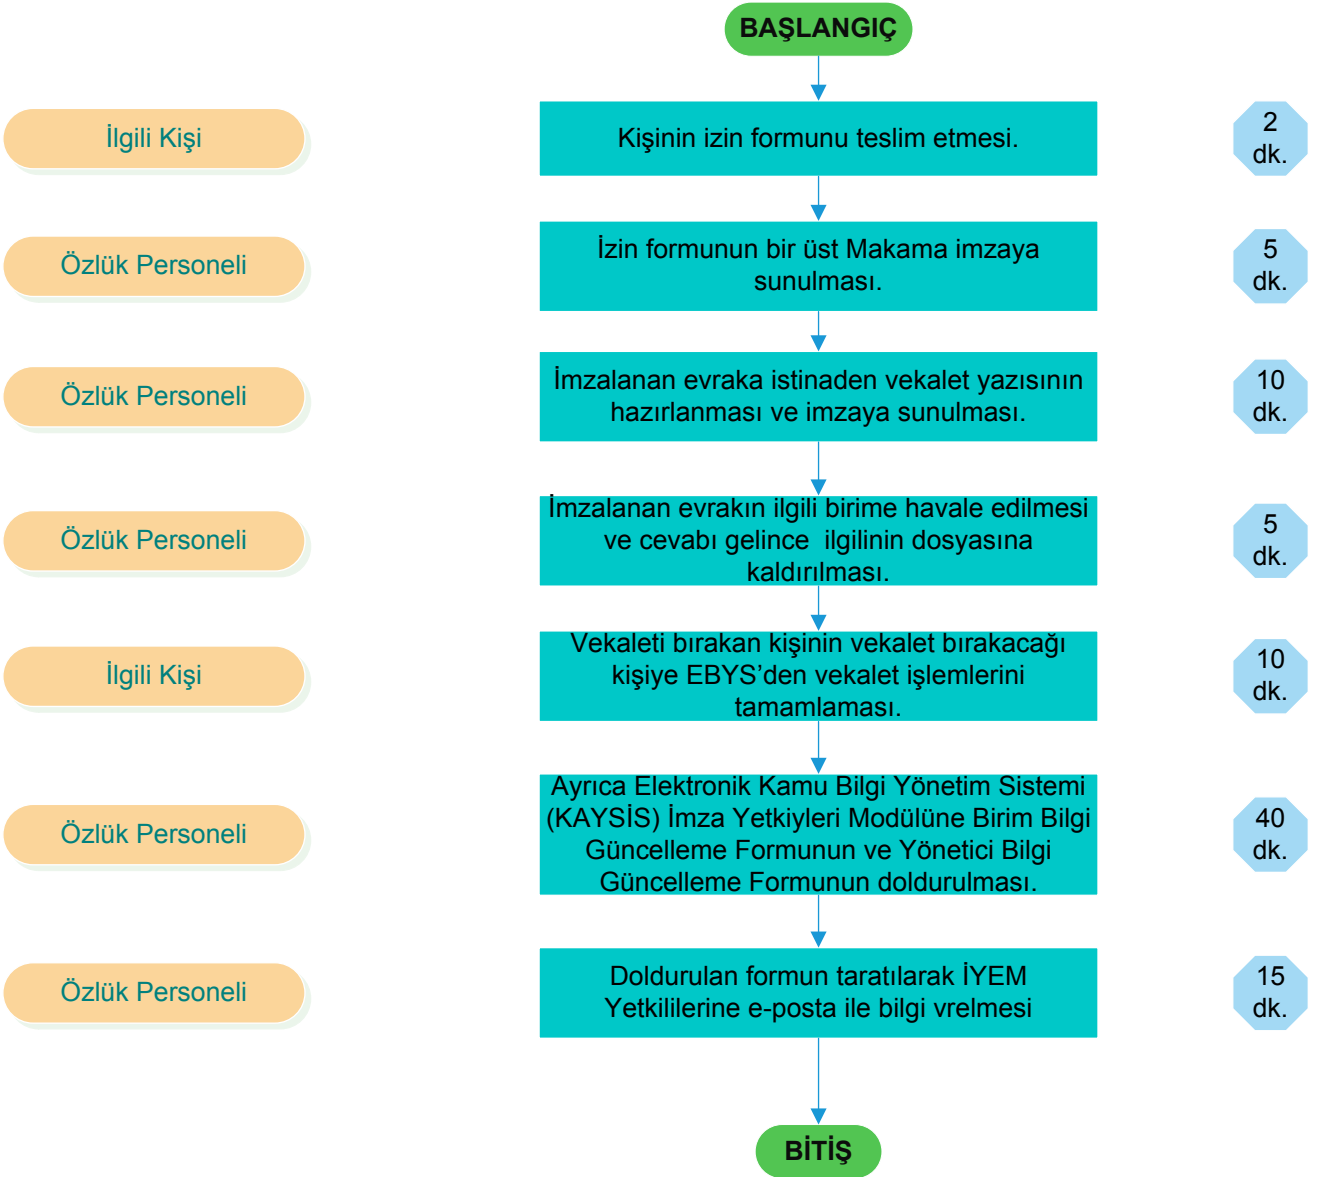 BAŞLANGIÇ
İlgili Kişi
Kişinin izin formunu teslim etmesi.
2
dk.
Özlük Personeli
İzin formunun bir üst Makama imzaya
sunulması.
5
dk.
Özlük Personeli
İmzalanan evraka istinaden vekalet yazısının
hazırlanması ve imzaya sunulması.
10
dk.
Özlük Personeli
İmzalanan evrakın ilgili birime havale edilmesi
ve cevabı gelince ilgilinin dosyasına
kaldırılması.
5
dk.
İlgili Kişi
Vekaleti bırakan kişinin vekalet bırakacağı
kişiye EBYS’den vekalet işlemlerini
tamamlaması.
10
dk.
Özlük Personeli
Ayrıca Elektronik Kamu Bilgi Yönetim Sistemi
(KAYSİS) İmza Yetkiyleri Modülüne Birim Bilgi
Güncelleme Formunun ve Yönetici Bilgi
Güncelleme Formunun doldurulması.
40
dk.
Özlük Personeli
Doldurulan formun taratılarak İYEM
Yetkililerine e-posta ile bilgi vrelmesi
15
dk.
BİTİŞ